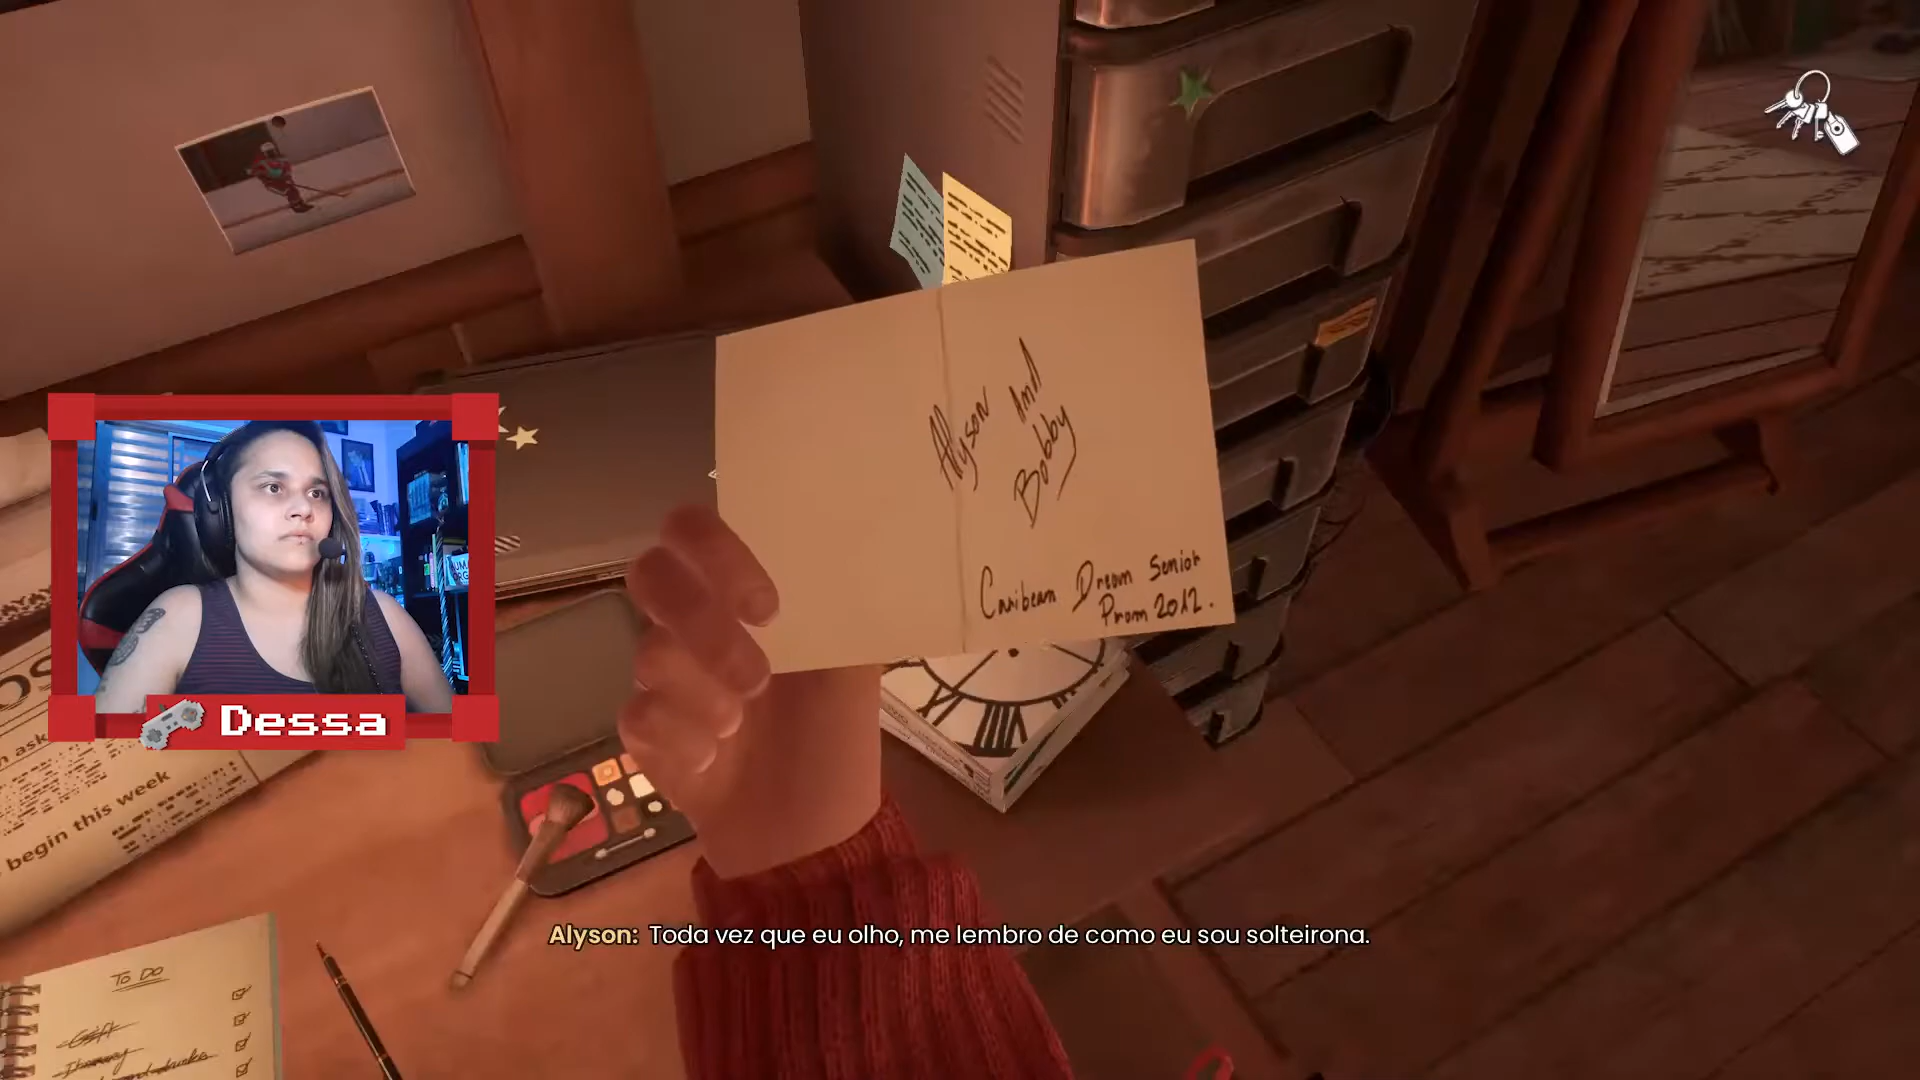 Alyson And
Bobby
Caribean Dream Senior
Prom 2012.
Dessa
begin this week
Alyson: Toda vez que eu olho, me lembro de como eu sou solteirona.
TO DO